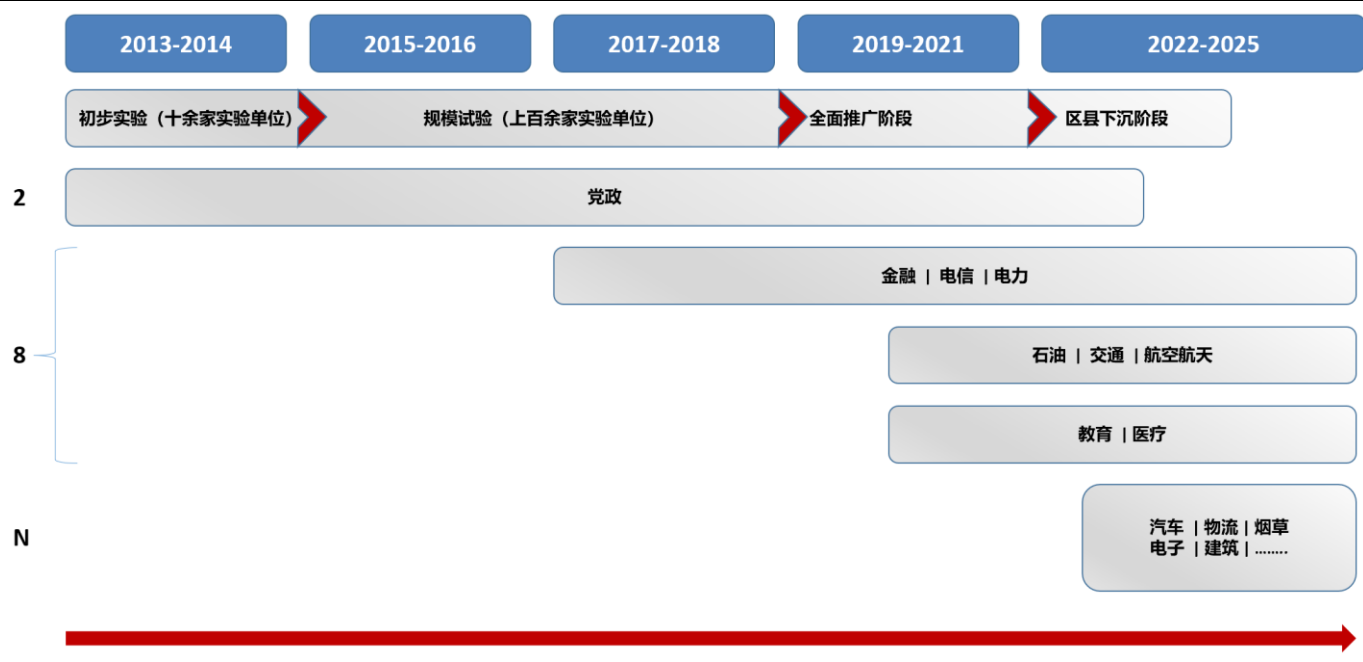 2013-2014
2015-2016
2017-2018
2019-2021
2022-2025
初步实验（十余家实验单位）
规模试验（上百余家实验单位）
全面推广阶段
区县下沉阶段
2
党政
金融 | 电信 | 电力
8
石油 | 交通 | 航空航天
教育 | 医疗
N
汽车 | 物流 | 烟草
电子 | 建筑 | ........